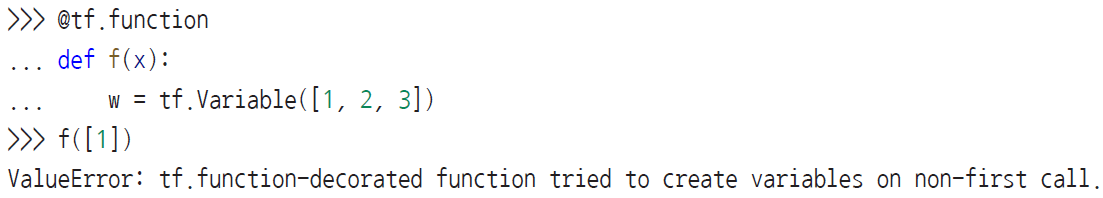 >>> @tf.function
... def f(x):
...     w = tf.Variable([1, 2, 3])
>>> f([1])
ValueError: tf.function-decorated function tried to create variables on non-first call.